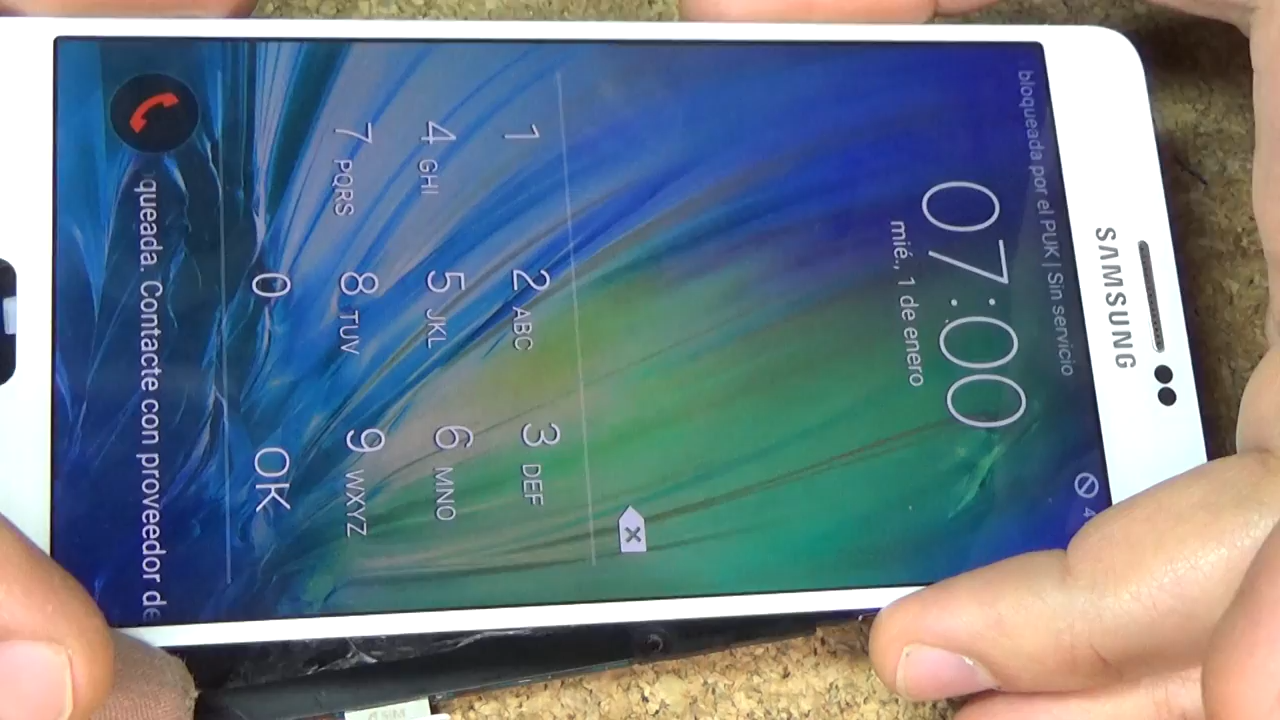 SAMSUNG
bloqueada por el PUK | Sin servicio
07:00
mié., 1 de enero
1 2 ABC 3 DEF
4 GHI 5 JKL 6 MNO
7 PQRS 8 TUV 9 WXYZ
0 OK
queada. Contacte con proveedor de